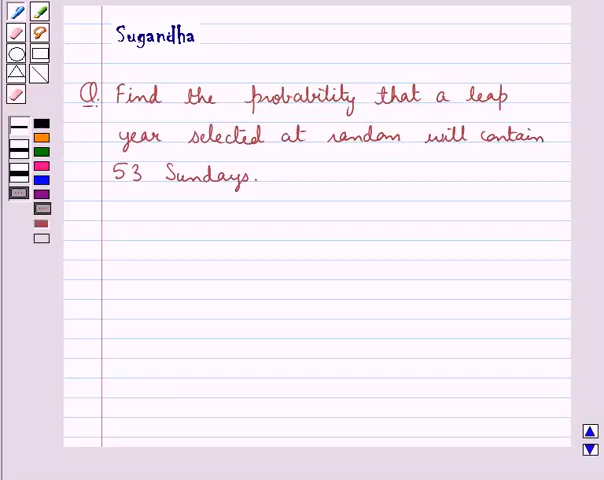 Sugandha
Q. Find the probability that a leap
year selected at random will contain
53 Sundays.